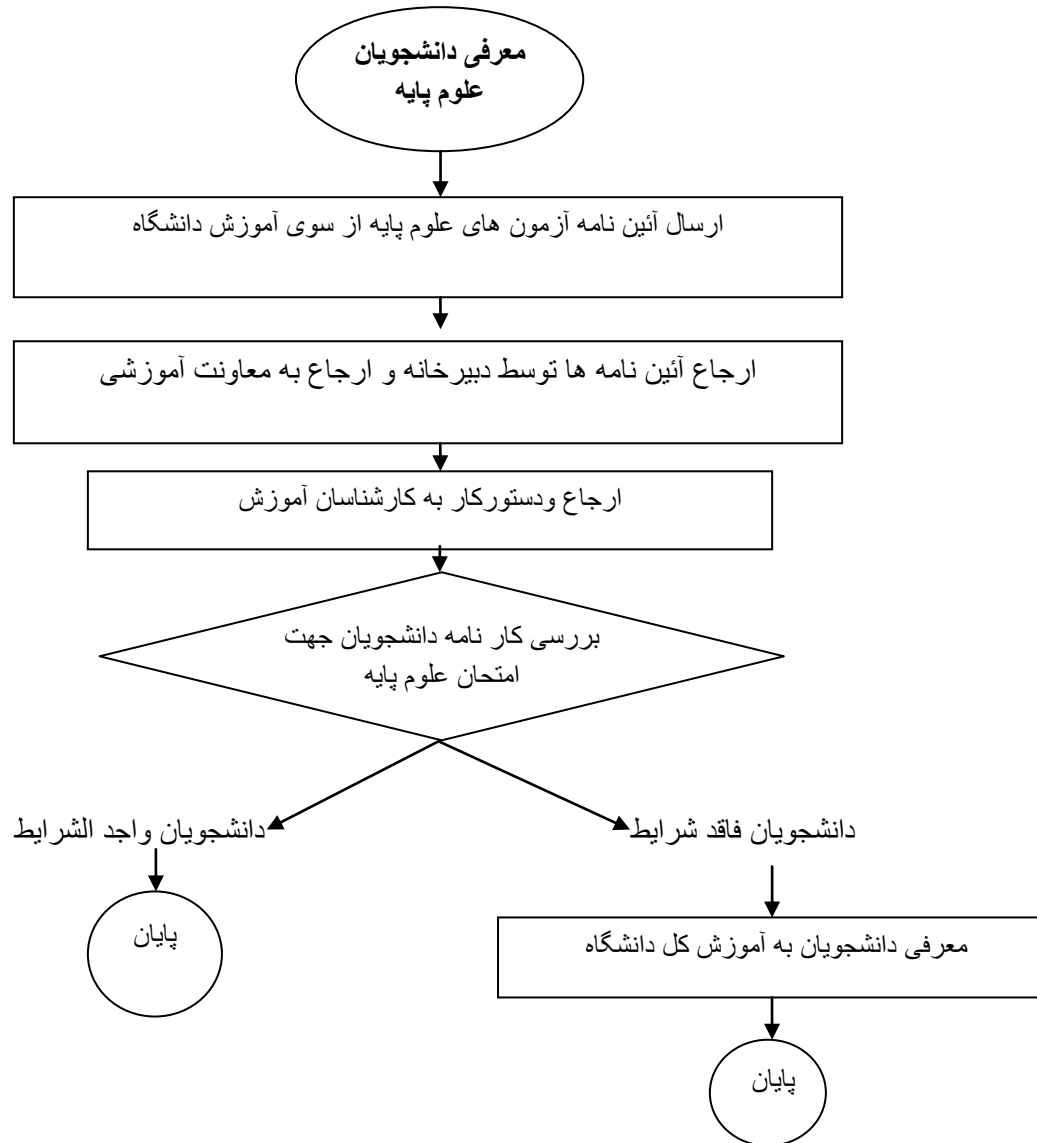 معرفی دانشجویان
علوم پایه
ارسال آئین نامه آزمون های علوم پایه از سوی آموزش دانشگاه
ارجاع آئین نامه ها توسط دبیرخانه و ارجاع به معاونت آموزشی
ارجاع ودستورکار به کارشناسان آموزش
بررسی کار نامه دانشجویان جهت
امتحان علوم پایه
دانشجویان فاقد شرایط
دانشجویان واجد الشرایط
پایان
معرفی دانشجویان به آموزش کل دانشگاه
پایان